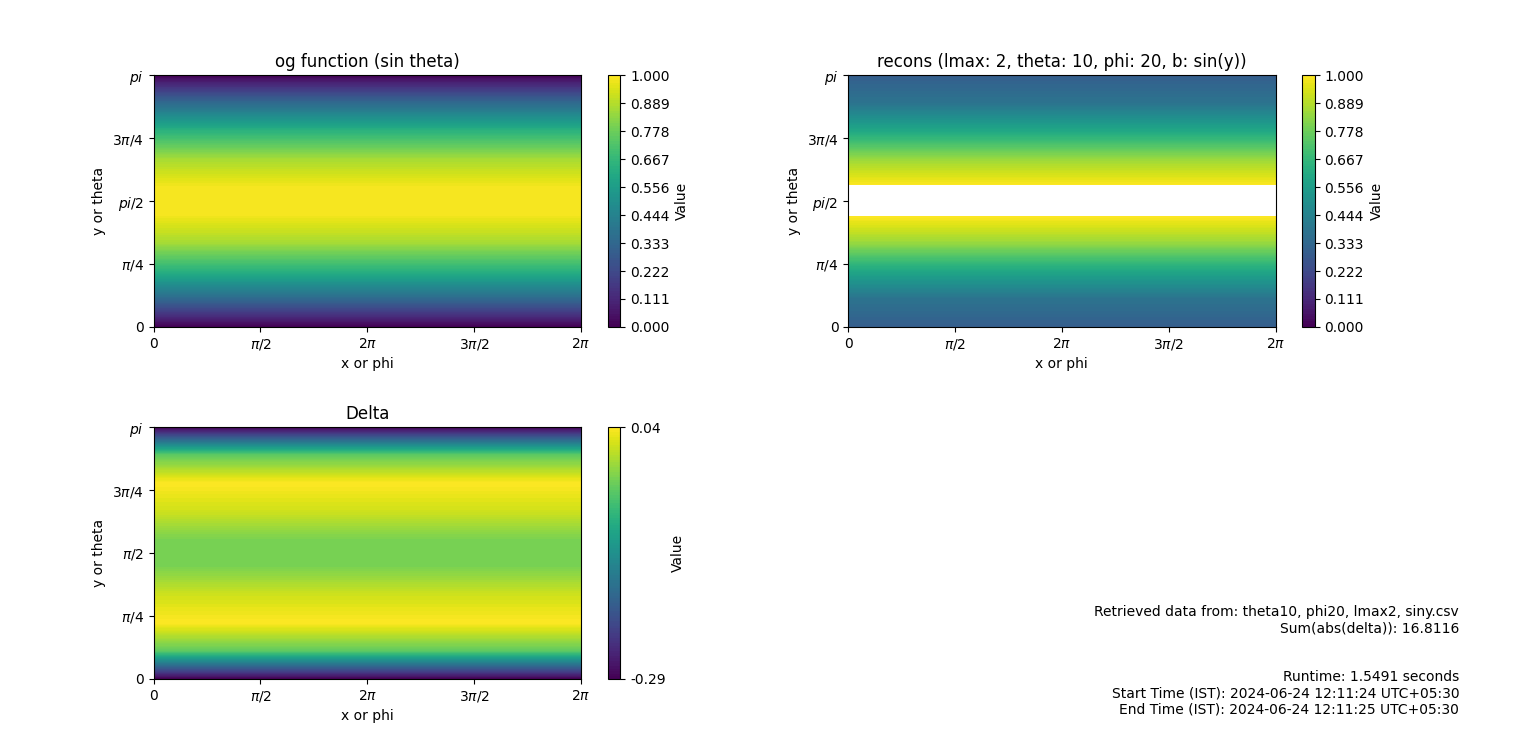 og function (sin theta)
pi
3π/4
pi/2
π/4
0
y or theta
0
π/2
2π
3π/2
2π
x or phi
1.000
0.889
0.778
0.667
0.556
0.444
0.333
0.222
0.111
0.000
Value
recons (lmax: 2, theta: 10, phi: 20, b: sin(y))
pi
3π/4
pi/2
π/4
0
y or theta
0
π/2
2π
3π/2
2π
x or phi
1.000
0.889
0.778
0.667
0.556
0.444
0.333
0.222
0.111
0.000
Value
Delta
pi
3π/4
π/2
π/4
0
y or theta
0
π/2
2π
3π/2
2π
x or phi
0.04
-0.29
Value
Retrieved data from: theta10, phi20, lmax2, siny.csv
Sum(abs(delta)): 16.8116
Runtime: 1.5491 seconds
Start Time (IST): 2024-06-24 12:11:24 UTC+05:30
End Time (IST): 2024-06-24 12:11:25 UTC+05:30